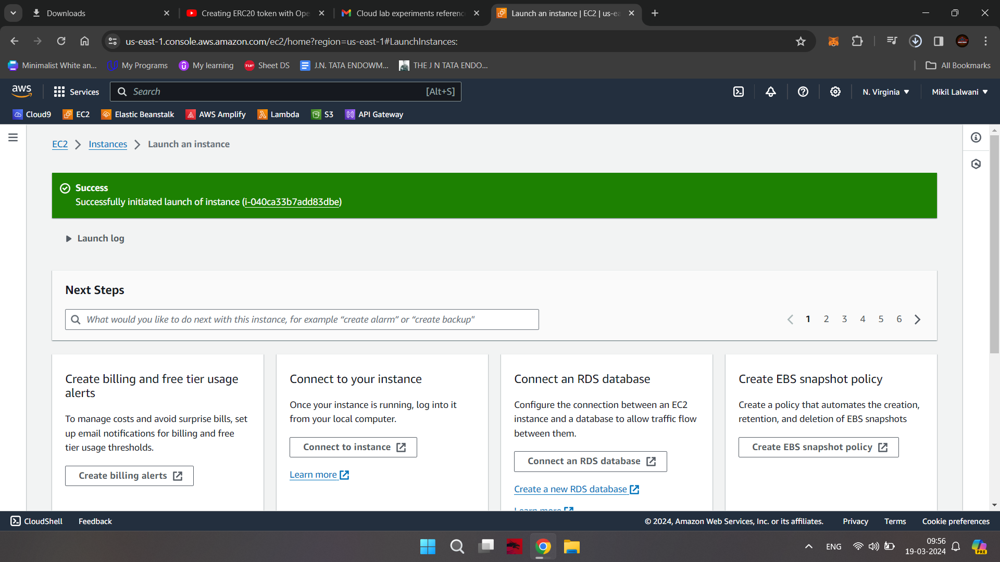 Downloads
Creating ERC20 token with Ope
Cloud lab experiments referenc
Launch an instance | EC2 | us-ea
us-east-1.console.aws.amazon.com/ec2/home?region=us-east-1#LaunchInstances:
Minimalist White an...
My Programs
My learning
TUF Sheet DS
J.N. TATA ENDOWM...
THE J N TATA ENDO...
All Bookmarks
aws
Services
Search
[Alt+S]
N. Virginia
Mikil Lalwani
Cloud9
EC2
Elastic Beanstalk
AWS Amplify
Lambda
S3
API Gateway
EC2
Instances
Launch an instance
Success
Successfully initiated launch of instance (i-040ca33b7add83dbe)
Launch log
Next Steps
What would you like to do next with this instance, for example “create alarm” or “create backup"
1 2 3 4 5 6
Create billing and free tier usage
alerts
To manage costs and avoid surprise bills, set
up email notifications for billing and free
tier usage thresholds.
Create billing alerts
Connect to your instance
Once your instance is running, log into it
from your local computer.
Connect to instance
Learn more
Connect an RDS database
Configure the connection between an EC2
instance and a database to allow traffic flow
between them.
Connect an RDS database
Create a new RDS database
Learn more
Create EBS snapshot policy
Create a policy that automates the creation,
retention, and deletion of EBS snapshots
Create EBS snapshot policy
CloudShell
Feedback
© 2024, Amazon Web Services, Inc. or its affiliates.
Privacy
Terms
Cookie preferences
ENG
09:56
19-03-2024
PRE